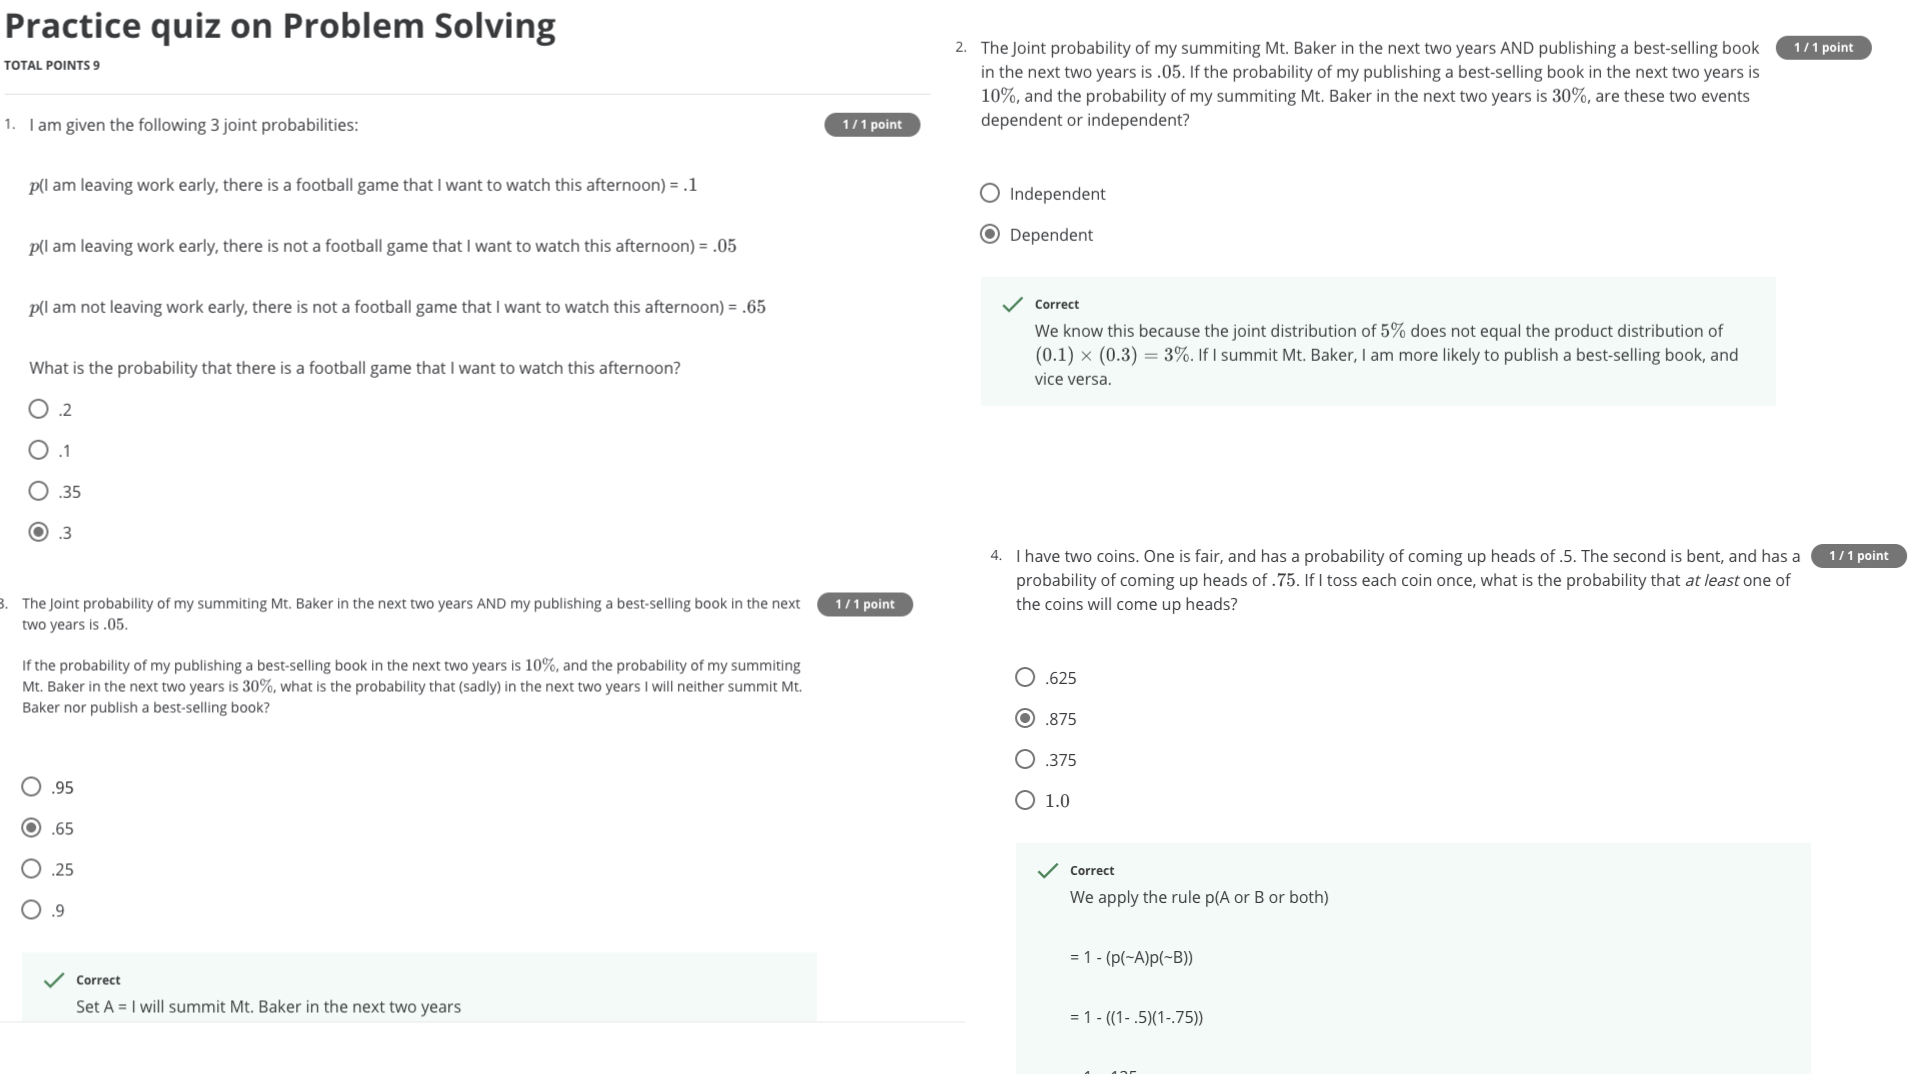 Practice quiz on Problem Solving
TOTAL POINTS 9
1. I am given the following 3 joint probabilities:
1 / 1 point
p(I am leaving work early, there is a football game that I want to watch this afternoon) = .1
p(I am leaving work early, there is not a football game that I want to watch this afternoon) = .05
p(I am not leaving work early, there is not a football game that I want to watch this afternoon) = .65
What is the probability that there is a football game that I want to watch this afternoon?
.2
.1
.35
.3
2. The Joint probability of my summiting Mt. Baker in the next two years AND publishing a best-selling book
1 / 1 point
in the next two years is .05. If the probability of my publishing a best-selling book in the next two years is
10%, and the probability of my summiting Mt. Baker in the next two years is 30%, are these two events
dependent or independent?
Independent
Dependent
Correct
We know this because the joint distribution of 5% does not equal the product distribution of
(0.1) × (0.3) = 3%. If I summit Mt. Baker, I am more likely to publish a best-selling book, and
vice versa.
3. The Joint probability of my summiting Mt. Baker in the next two years AND my publishing a best-selling book in the next
1 / 1 point
two years is .05.
If the probability of my publishing a best-selling book in the next two years is 10%, and the probability of my summiting
Mt. Baker in the next two years is 30%, what is the probability that (sadly) in the next two years I will neither summit Mt.
Baker nor publish a best-selling book?
.95
.65
.25
.9
Correct
Set A = I will summit Mt. Baker in the next two years
4. I have two coins. One is fair, and has a probability of coming up heads of .5. The second is bent, and has a
1 / 1 point
probability of coming up heads of .75. If I toss each coin once, what is the probability that at least one of
the coins will come up heads?
.625
.875
.375
1.0
Correct
We apply the rule p(A or B or both)
= 1 - (p(~A)p(~B))
= 1 - ((1- .5)(1-.75))